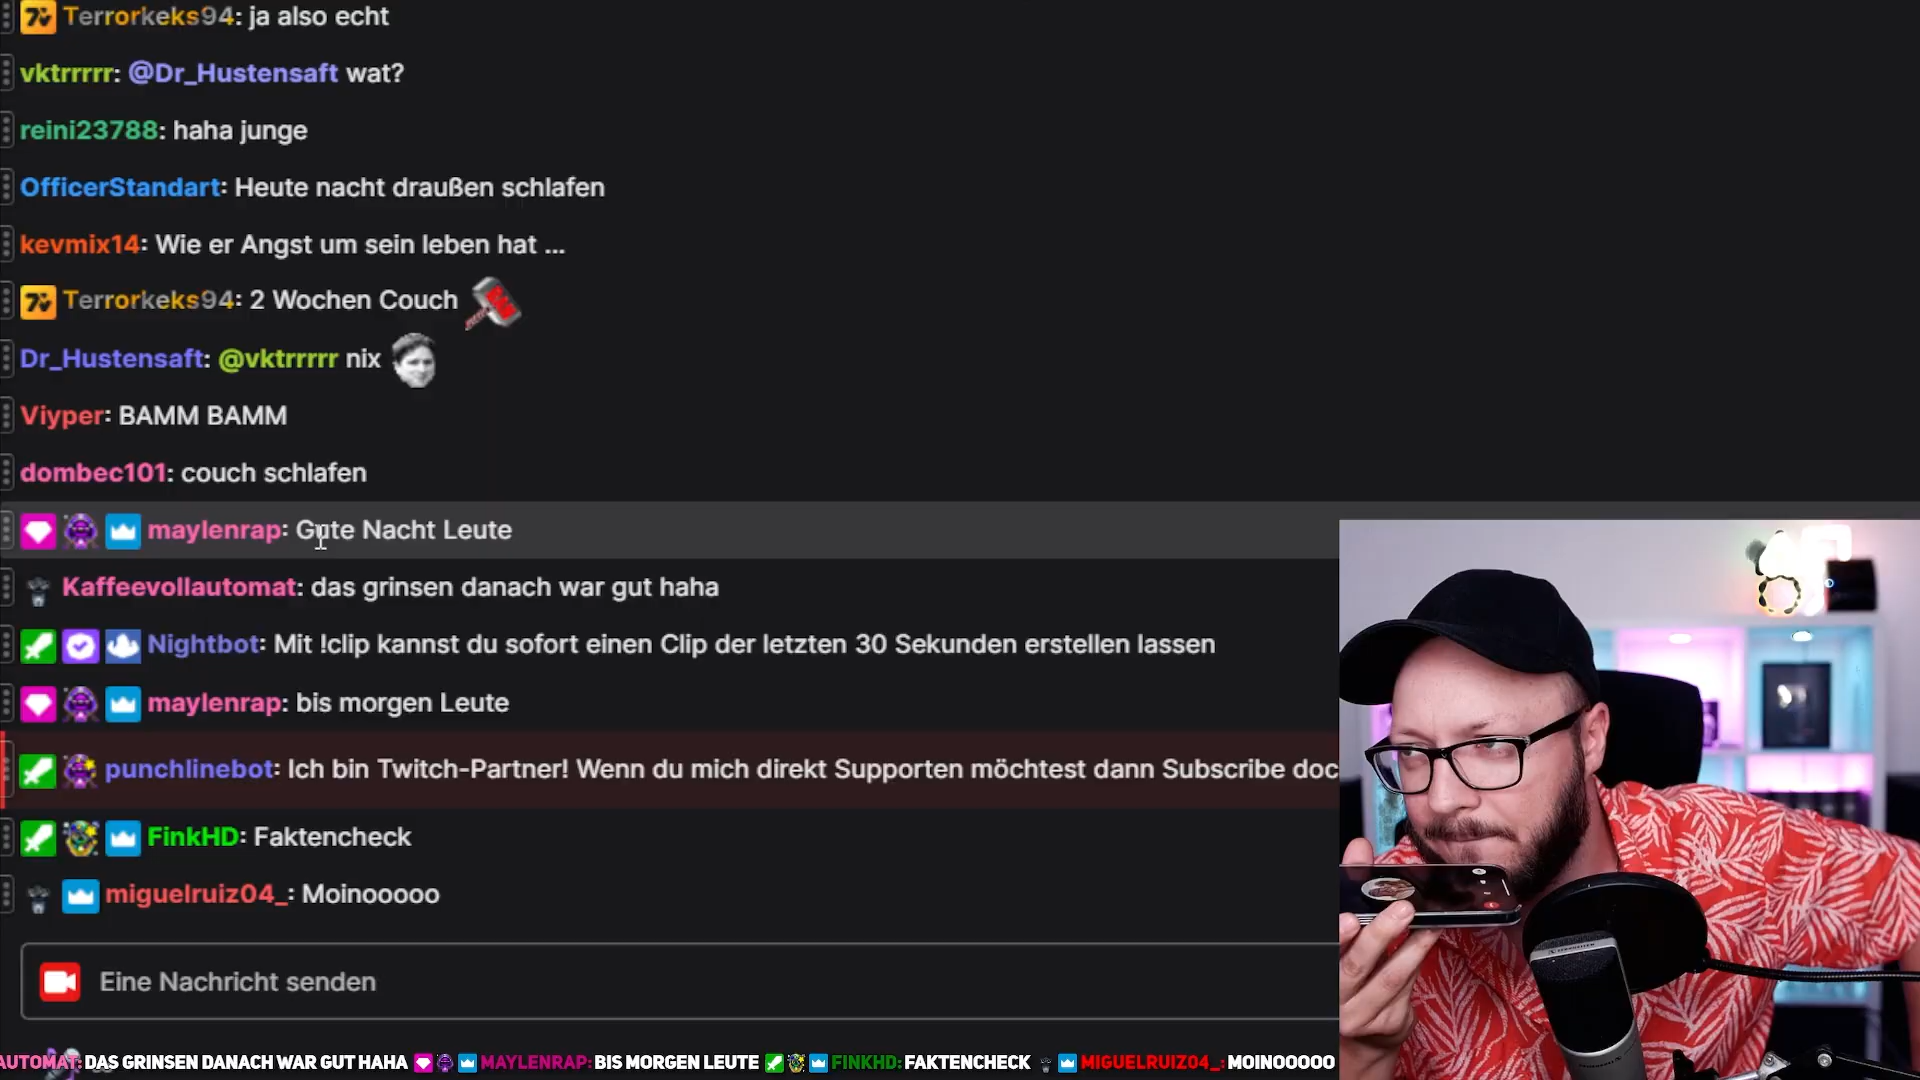 Terrorkeks94: ja also echt
vktrrrrr: @Dr_Hustensaft wat?
reini23788: haha junge
OfficerStandart: Heute nacht draußen schlafen
kevmix14: Wie er Angst um sein leben hat ...
Terrorkeks94: 2 Wochen Couch
Dr_Hustensaft: @vktrrrrr nix
Viyper: BAMM BAMM
dombec101: couch schlafen
maylenrap: Gute Nacht Leute
Kaffeevollautomat: das grinsen danach war gut haha
Nightbot: Mit !clip kannst du sofort einen Clip der letzten 30 Sekunden erstellen lassen
maylenrap: bis morgen Leute
punchlinebot: Ich bin Twitch-Partner! Wenn du mich direkt Supporten möchtest dann Subscribe doc
FinkHD: Faktencheck
miguelruiz04_: Moinooooo
Eine Nachricht senden
AUTOMAT: DAS GRINSEN DANACH WAR GUT HAHA MAYLENRAP: BIS MORGEN LEUTE FINKHD: FAKTENCHECK MIGUELRUIZ04_: MOINOOOOO